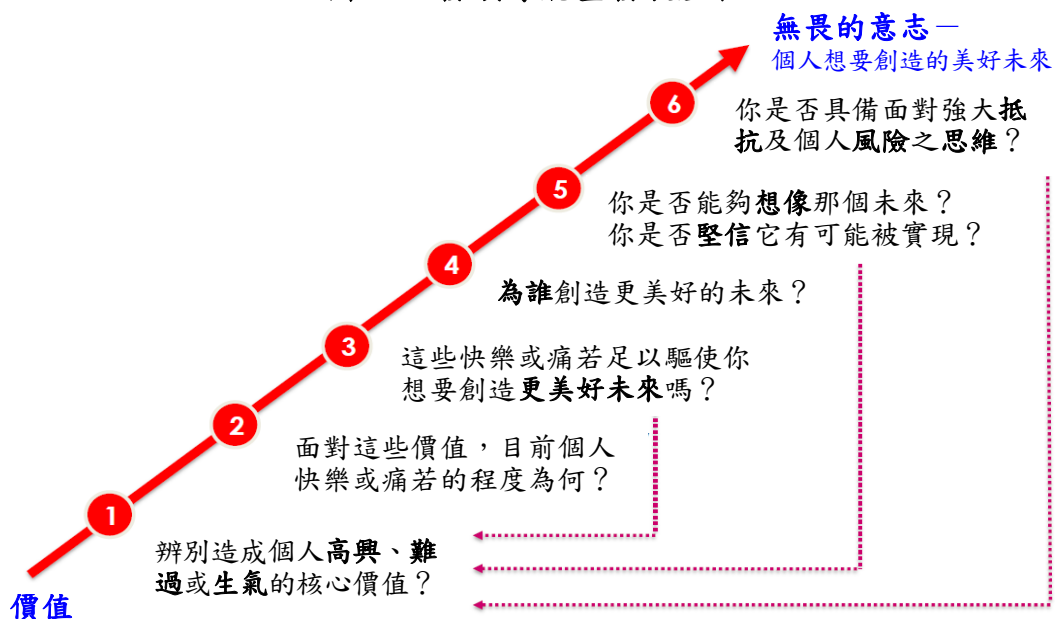 無畏的意志－
個人想要創造的美好未來
6
你是否具備面對強大抵
抗及個人風險之思維？
5
你是否能夠想像那個未來？
你是否堅信它有可能被實現？
4
為誰創造更美好的未來？
3
這些快樂或痛若足以驅使你
想要創造更美好未來嗎？
2
面對這些價值，目前個人
快樂或痛若的程度為何？
1
辨別造成個人高興、難
過或生氣的核心價值？
價值